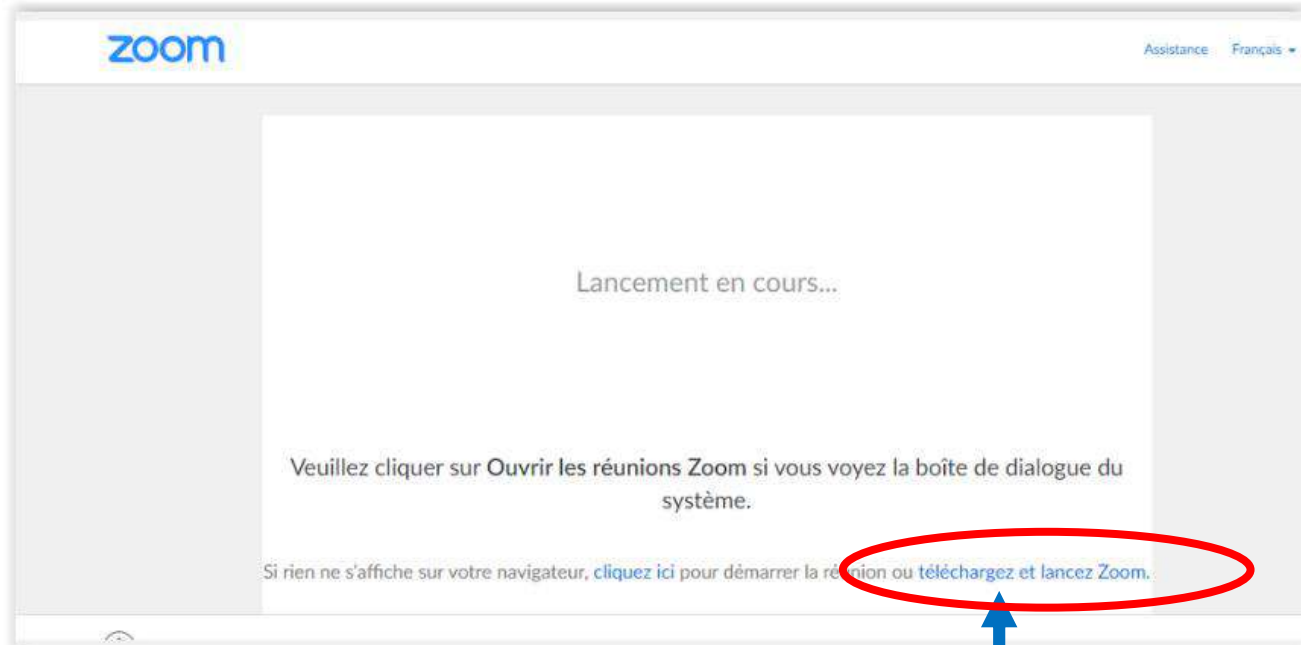 zoom
Assistance Français
Lancement en cours...
Veuillez cliquer sur Ouvrir les réunions Zoom si vous voyez la boîte de dialogue du
système.
Si rien ne s'affiche sur votre navigateur, cliquez ici pour démarrer la réunion ou téléchargez et lancez Zoom.